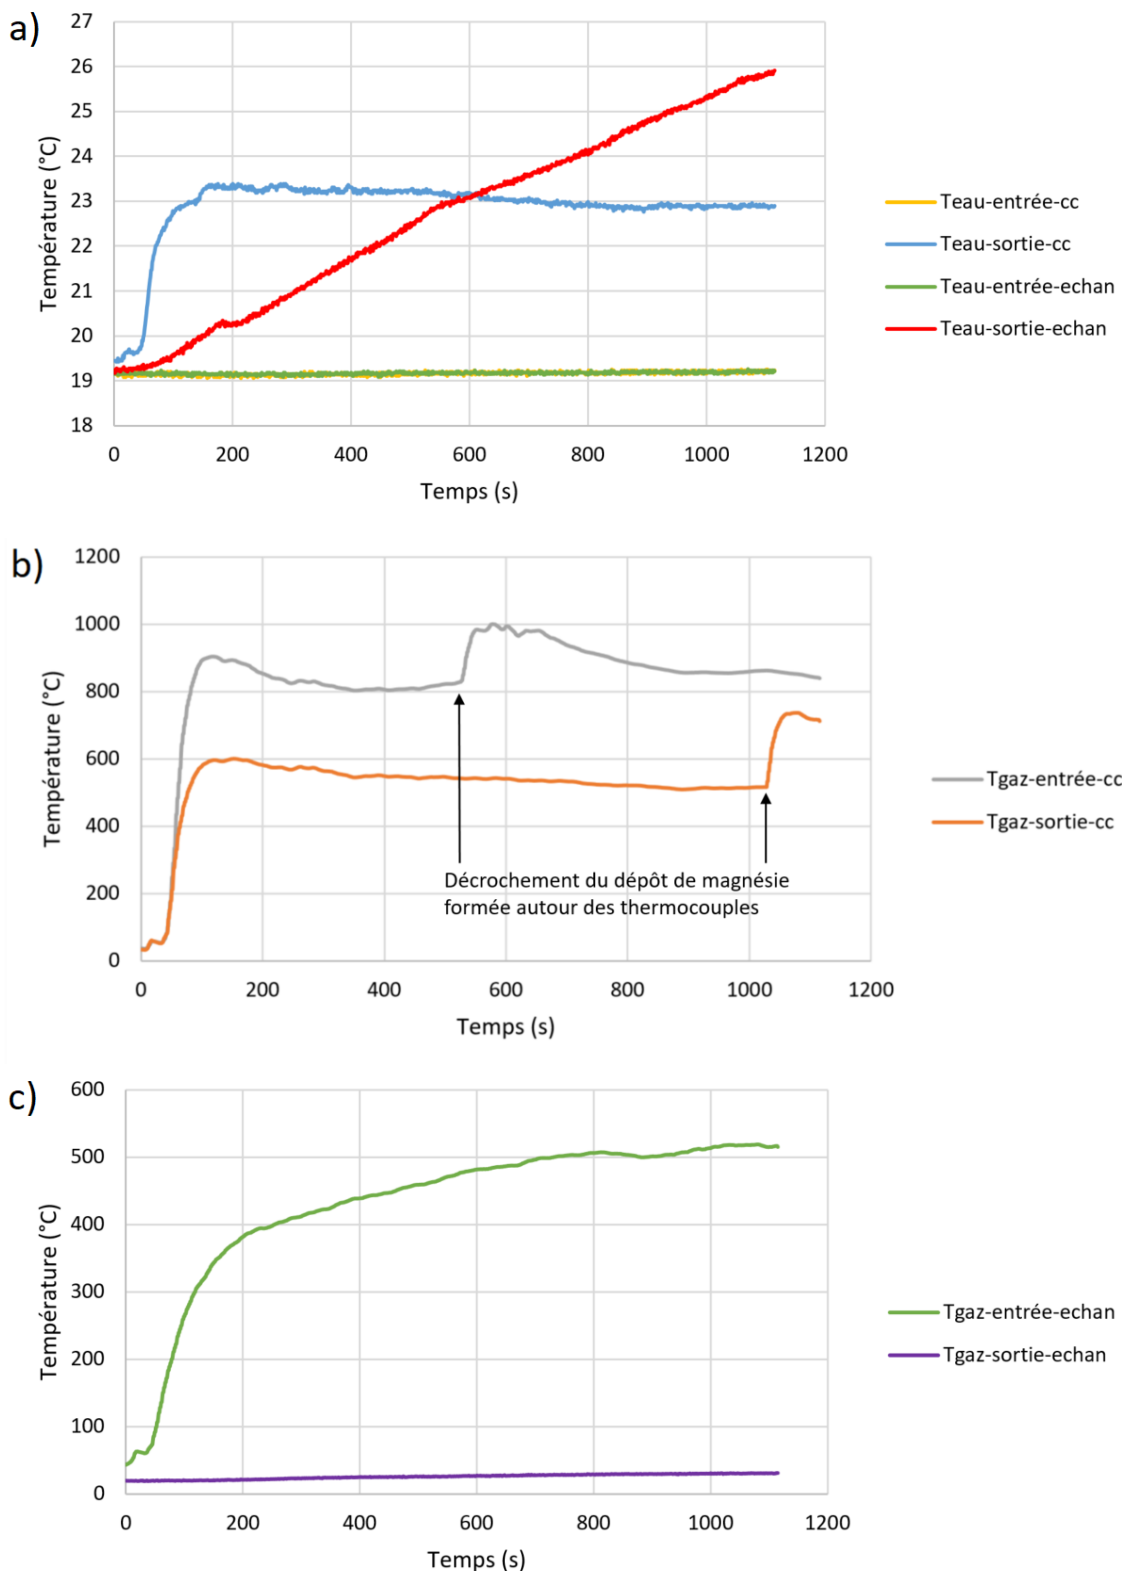 a)
27
26
25
24
23
22
21
20
19
18
Température (°C)
0 200 400 600 800 1000 1200
Temps (s)
Teau-entrée-cc
Teau-sortie-cc
Teau-entrée-echan
Teau-sortie-echan
b)
1200
1000
800
600
400
200
0
Température (°C)
Décrochement du dépôt de magnésie
formée autour des thermocouples
0 200 400 600 800 1000 1200
Temps (s)
Tgaz-entrée-cc
Tgaz-sortie-cc
c)
600
500
400
300
200
100
0
Température (°C)
0 200 400 600 800 1000 1200
Temps (s)
Tgaz-entrée-echan
Tgaz-sortie-echan